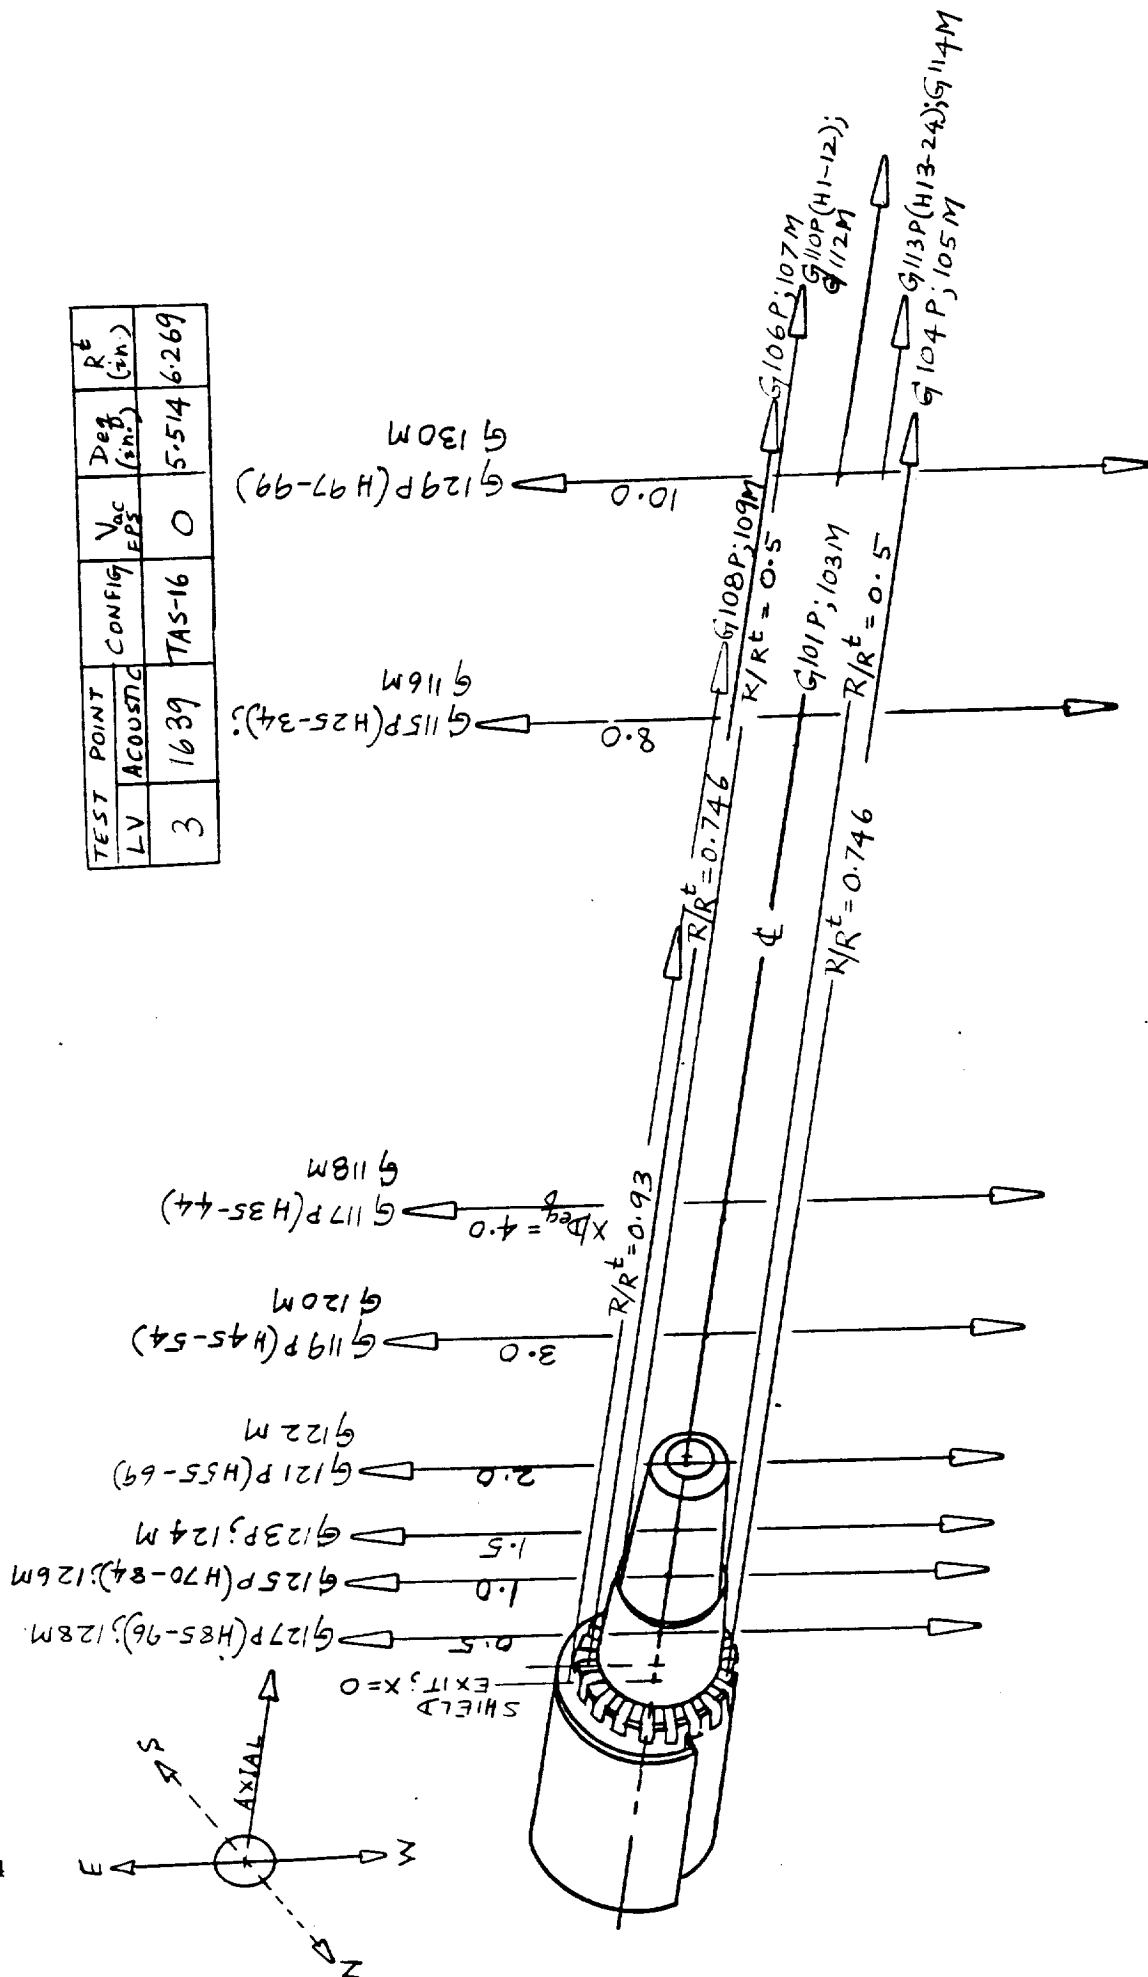 TEST POINT
LV
ACOUSTIC
CONFIG
Vac FPS
Deq (in.)
R^t (in.)
3
1639
TAS-16
0
5.514
6.269
G129P(H97-99)
G130M
10.0
G115P(H25-34);
G116M
8.0
G117P(H35-44)
G118M
X/Deq = 4.0
G119P(H45-54)
G120M
3.0
G121P(H55-69)
G122M
2.0
G123P; 124M
1.5
G125P(H70-84); 126M
1.0
G127P(H85-96); 128M
0.5
SHIELD
EXIT; X=0
R/R^t = 0.93
R/R^t = 0.746
G108P; 109M
R/R^t = 0.5
G106P; 107M
G110P(H1-12);
G112M
℄
G101P; 103M
R/R^t = 0.5
G113P(H13-24); G114M
R/R^t = 0.746
G104P; 105M
E
S
AXIAL
W
N